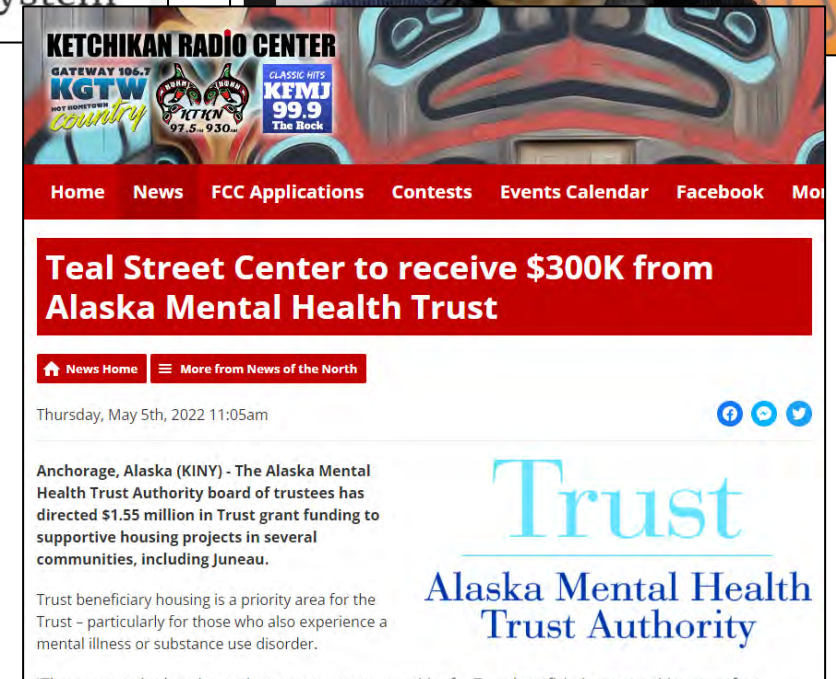 KETCHIKAN RADIO CENTER
GATEWAY 106.7
KGTW
HOT HOMETOWN
country
KTKN
97.5 FM 930 AM
CLASSIC HITS
KFMJ
99.9
The Rock
Home News FCC Applications Contests Events Calendar Facebook
Teal Street Center to receive $300K from
Alaska Mental Health Trust
News Home More from News of the North
Thursday, May 5th, 2022 11:05am
Anchorage, Alaska (KINY) - The Alaska Mental
Health Trust Authority board of trustees has
directed $1.55 million in Trust grant funding to
supportive housing projects in several
communities, including Juneau.
Trust beneficiary housing is a priority area for the
Trust – particularly for those who also experience a
mental illness or substance use disorder.
Trust
Alaska Mental Health
Trust Authority